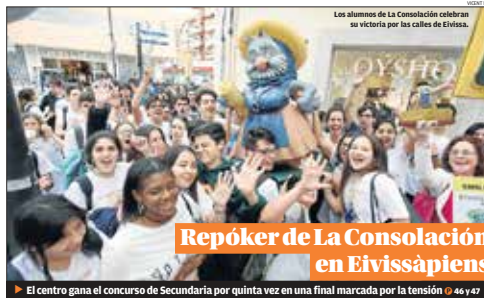 VICENT
Los alumnos de La Consolación celebran
su victoria por las calles de Eivissa.
OYSHO
Repóker de La Consolación
en Eivissàpiens
El centro gana el concurso de Secundaria por quinta vez en una final marcada por la tensión P 46 y 47